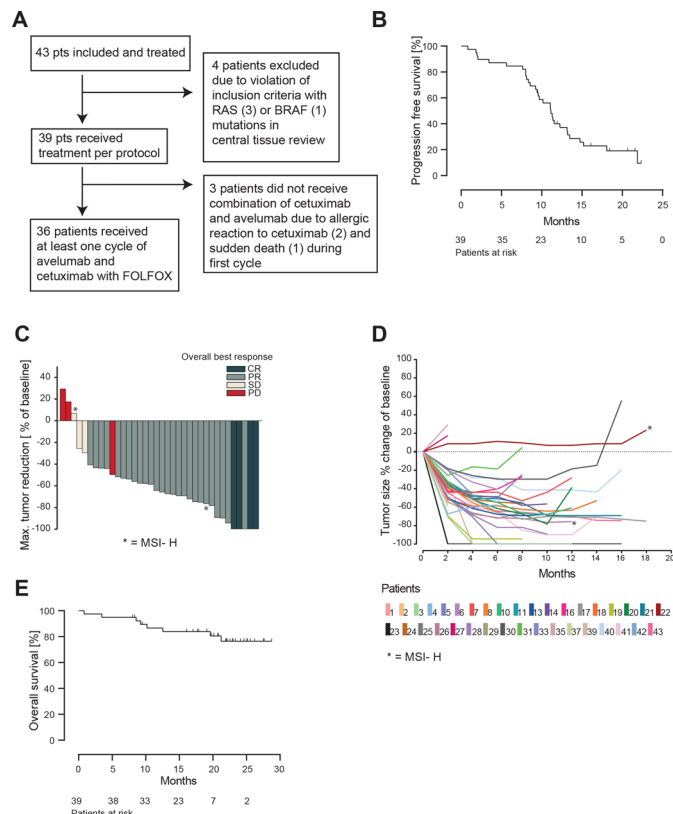 A
43 pts included and treated
4 patients excluded
due to violation of
inclusion criteria with
RAS (3) or BRAF (1)
mutations in
central tissue review
39 pts received
treatment per protocol
3 patients did not receive
combination of cetuximab
and avelumab due to allergic
reaction to cetuximab (2) and
sudden death (1) during
first cycle
36 patients received
at least one cycle of
avelumab and
cetuximab with FOLFOX
B
Progression free survival [%]
100
80
60
40
20
0
0 5 10 15 20 25
Months
39 35 23 10 5 0
Patients at risk
C
Overall best response
CR
PR
SD
PD
Max. tumor reduction [ % of baseline]
40
20
0
-20
-40
-60
-80
-100
*
*
* = MSI- H
D
Tumor size % change of baseline
100
80
60
40
20
0
-20
-40
-60
-80
-100
*
*
0 2 4 6 8 10 12 14 16 18 20
Months
Patients
1 2 3 4 5 6 7 8 10 11 13 14 16 17 18 19 20 21 22
23 24 25 26 27 28 29 30 31 33 35 37 39 40 41 42 43
* = MSI- H
E
Overall survival [%]
100
80
60
40
20
0
0 5 10 15 20 25 30
Months
39 38 33 23 7 2
Patients at risk